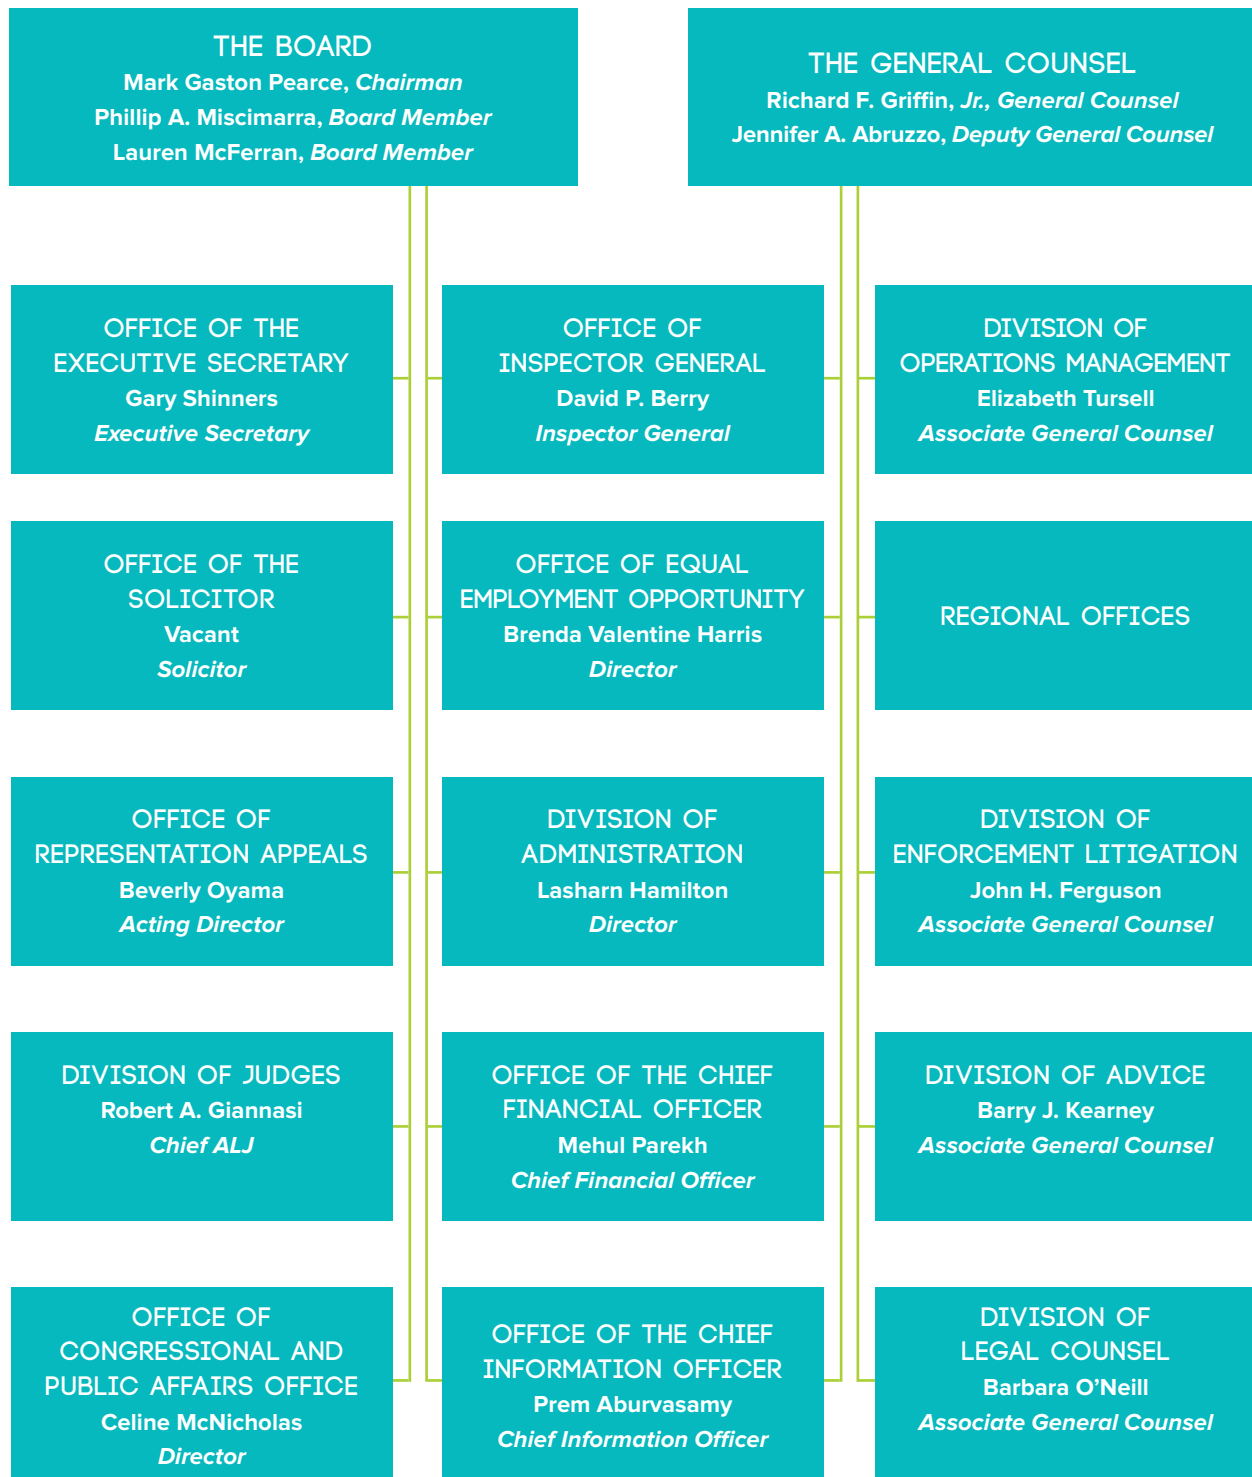 THE BOARD
Mark Gaston Pearce, Chairman
Phillip A. Miscimarra, Board Member
Lauren McFerran, Board Member
THE GENERAL COUNSEL
Richard F. Griffin, Jr., General Counsel
Jennifer A. Abruzzo, Deputy General Counsel
OFFICE OF THE
EXECUTIVE SECRETARY
Gary Shinners
Executive Secretary
OFFICE OF
INSPECTOR GENERAL
David P. Berry
Inspector General
DIVISION OF
OPERATIONS MANAGEMENT
Elizabeth Tursell
Associate General Counsel
OFFICE OF THE
SOLICITOR
Vacant
Solicitor
OFFICE OF EQUAL
EMPLOYMENT OPPORTUNITY
Brenda Valentine Harris
Director
REGIONAL OFFICES
OFFICE OF
REPRESENTATION APPEALS
Beverly Oyama
Acting Director
DIVISION OF
ADMINISTRATION
Lasharn Hamilton
Director
DIVISION OF
ENFORCEMENT LITIGATION
John H. Ferguson
Associate General Counsel
DIVISION OF JUDGES
Robert A. Giannasi
Chief ALJ
OFFICE OF THE CHIEF
FINANCIAL OFFICER
Mehul Parekh
Chief Financial Officer
DIVISION OF ADVICE
Barry J. Kearney
Associate General Counsel
OFFICE OF
CONGRESSIONAL AND
PUBLIC AFFAIRS OFFICE
Celine McNicholas
Director
OFFICE OF THE CHIEF
INFORMATION OFFICER
Prem Aburvasamy
Chief Information Officer
DIVISION OF
LEGAL COUNSEL
Barbara O’Neill
Associate General Counsel